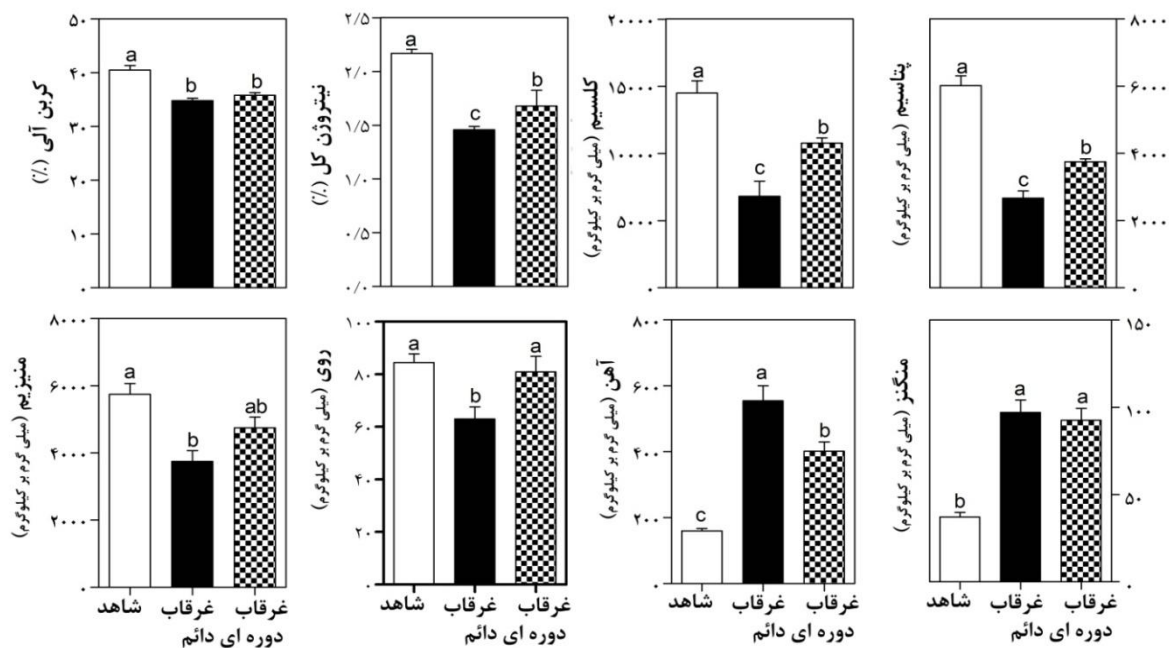 کربن آلی (٪)
۵۰
۴۰
۳۰
۲۰
۱۰
۰
a
b
b
نیتروژن کل (٪)
۲/۵
۲/۰
۱/۵
۱/۰
۰/۵
۰/۰
a
c
b
کلسیم (میلی گرم بر کیلوگرم)
۲۰۰۰۰
۱۵۰۰۰
۱۰۰۰۰
۵۰۰۰
۰
a
c
b
پتاسیم (میلی گرم بر کیلوگرم)
۸۰۰۰
۶۰۰۰
۴۰۰۰
۲۰۰۰
۰
a
c
b
منیزیم (میلی گرم بر کیلوگرم)
۸۰۰۰
۶۰۰۰
۴۰۰۰
۲۰۰۰
۰
a
b
ab
شاهد غرقاب غرقاب
دوره ای دائم
روی (میلی گرم بر کیلوگرم)
۱۰۰
۸۰
۶۰
۴۰
۲۰
۰
a
b
a
شاهد غرقاب غرقاب
دوره ای دائم
آهن (میلی گرم بر کیلوگرم)
۸۰۰
۶۰۰
۴۰۰
۲۰۰
۰
c
a
b
شاهد غرقاب غرقاب
دوره ای دائم
منگنز (میلی گرم بر کیلوگرم)
۱۵۰
۱۰۰
۵۰
۰
b
a
a
شاهد غرقاب غرقاب
دوره ای دائم